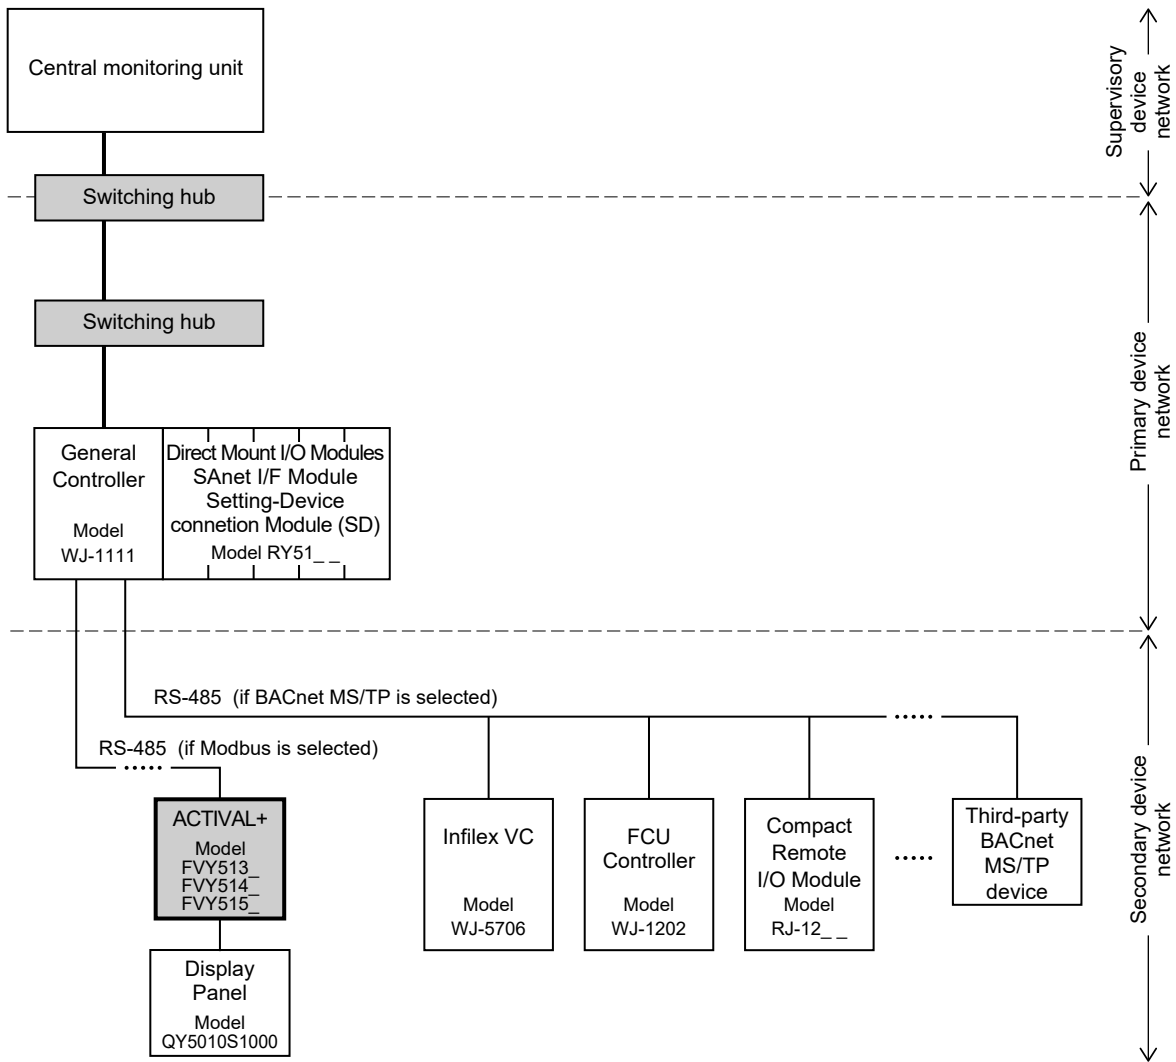 Central monitoring unit
Supervisory
device
network
Switching hub
Switching hub
Primary device
network
General
Controller
Model
WJ-1111
Direct Mount I/O Modules
SAnet I/F Module
Setting-Device
connetion Module (SD)
Model RY51_ _
RS-485 (if BACnet MS/TP is selected)
RS-485 (if Modbus is selected)
Secondary device
network
ACTIVAL+
Model
FVY513_
FVY514_
FVY515_
Infilex VC
Model
WJ-5706
FCU
Controller
Model
WJ-1202
Compact
Remote
I/O Module
Model
RJ-12_ _
Third-party
BACnet
MS/TP
device
Display
Panel
Model
QY5010S1000